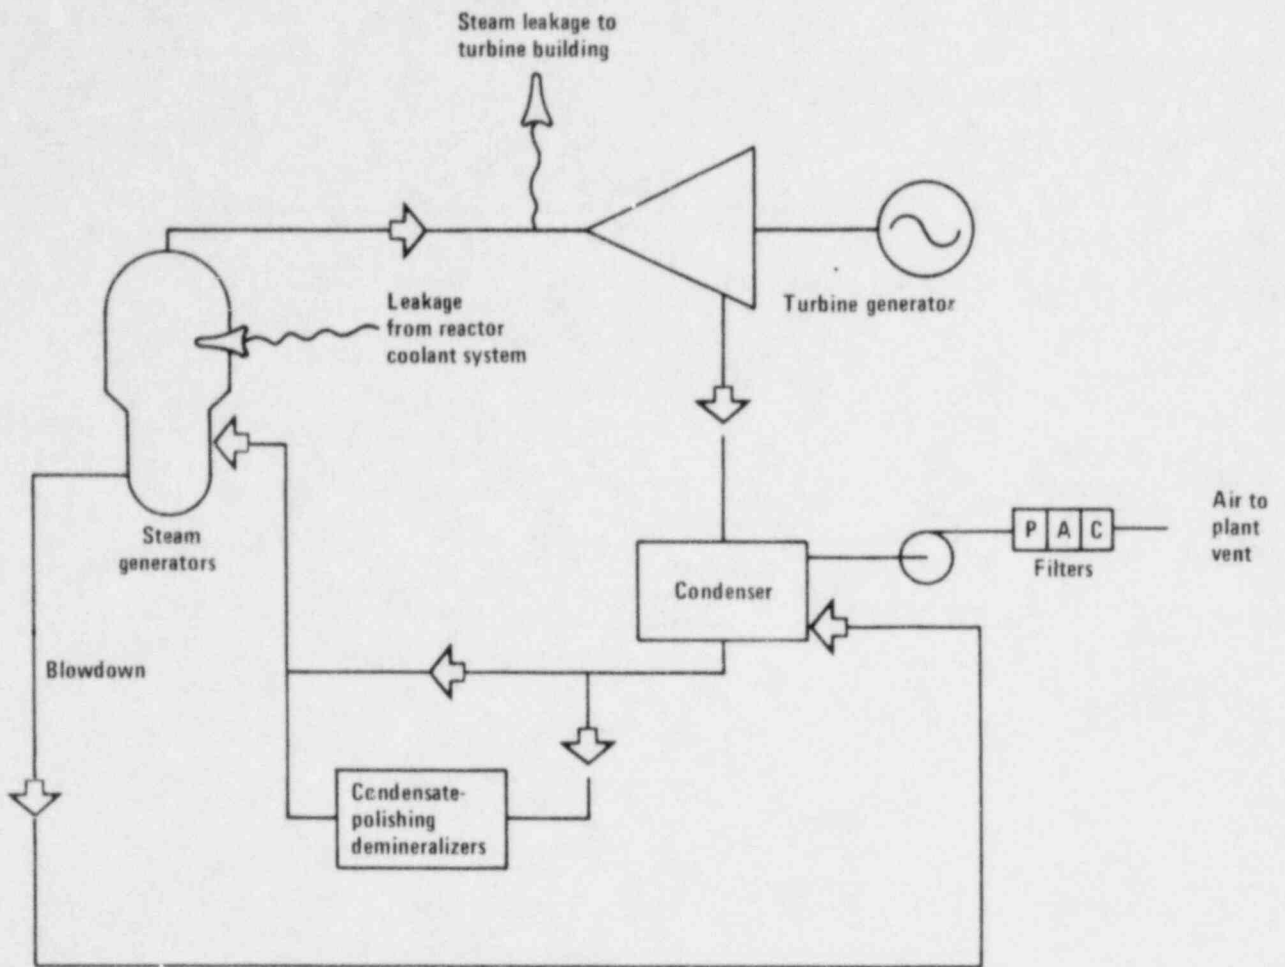 Steam leakage to
turbine building
Leakage
from reactor
coolant system
Turbine generator
Steam
generators
P A C
Filters
Air to
plant
vent
Condenser
Blowdown
Condensate-
polishing
demineralizers